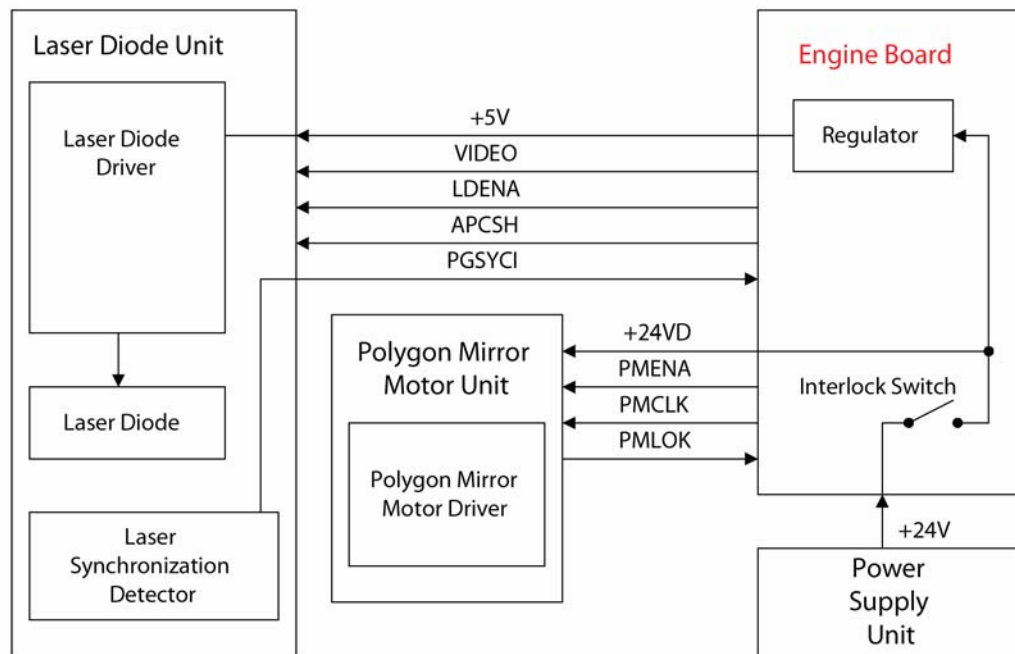 Laser Diode Unit
Laser Diode
Driver
Laser Diode
Laser
Synchronization
Detector
+5V
VIDEO
LDENA
APCSH
PGSYCI
Polygon Mirror
Motor Unit
Polygon Mirror
Motor Driver
+24VD
PMENA
PMCLK
PMLOK
Engine Board
Regulator
Interlock Switch
+24V
Power
Supply
Unit